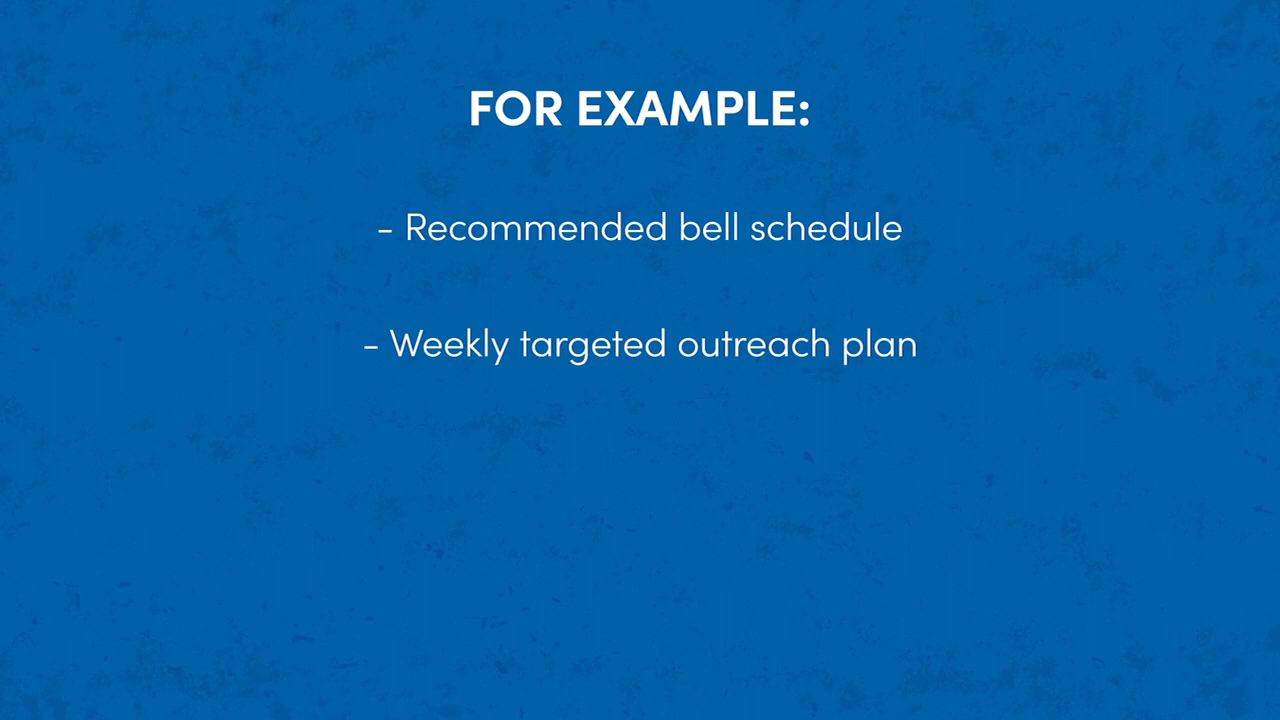 FOR EXAMPLE:
- Recommended bell schedule
- Weekly targeted outreach plan